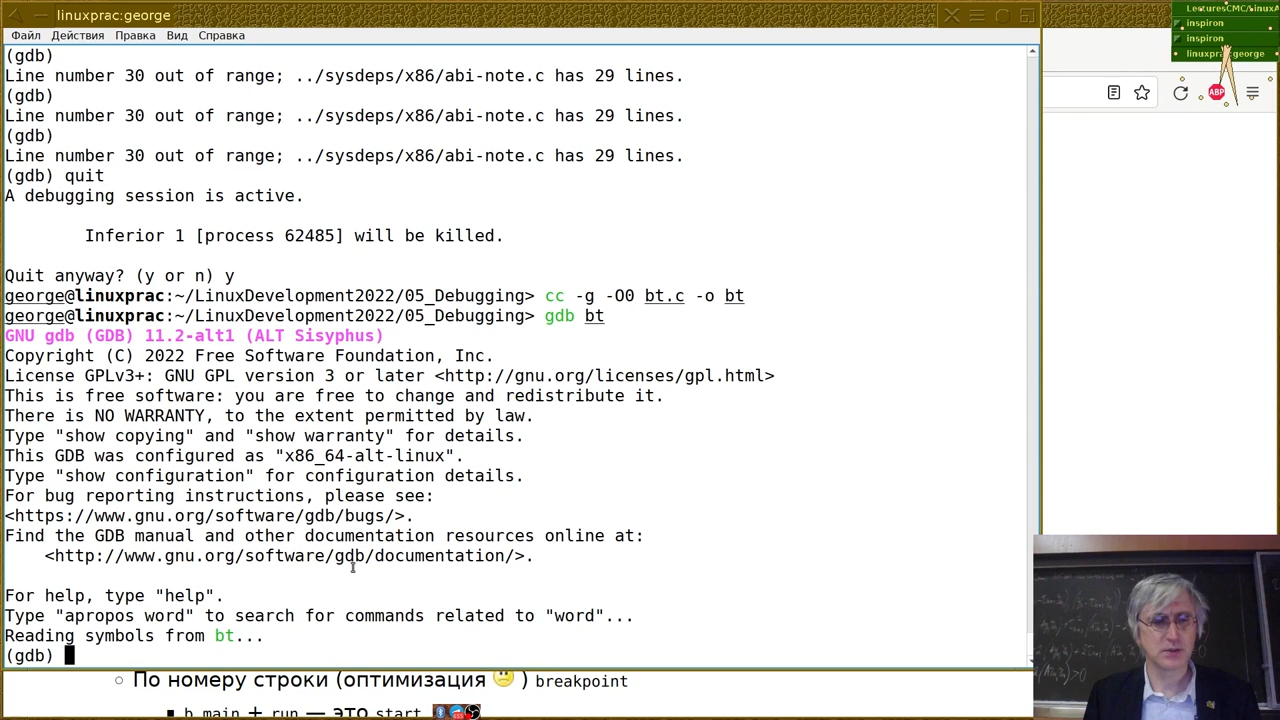 linuxprac:george
LecturesCMC/LinuxA
inspiron
inspiron
linuxprac:george
Файл Действия Правка Вид Справка
ABP
(gdb)
Line number 30 out of range; ../sysdeps/x86/abi-note.c has 29 lines.
(gdb)
Line number 30 out of range; ../sysdeps/x86/abi-note.c has 29 lines.
(gdb)
Line number 30 out of range; ../sysdeps/x86/abi-note.c has 29 lines.
(gdb) quit
A debugging session is active.
Inferior 1 [process 62485] will be killed.
Quit anyway? (y or n) y
george@linuxprac:~/LinuxDevelopment2022/05_Debugging> cc -g -O0 bt.c -o bt
george@linuxprac:~/LinuxDevelopment2022/05_Debugging> gdb bt
GNU gdb (GDB) 11.2-alt1 (ALT Sisyphus)
Copyright (C) 2022 Free Software Foundation, Inc.
License GPLv3+: GNU GPL version 3 or later <http://gnu.org/licenses/gpl.html>
This is free software: you are free to change and redistribute it.
There is NO WARRANTY, to the extent permitted by law.
Type "show copying" and "show warranty" for details.
This GDB was configured as "x86_64-alt-linux".
Type "show configuration" for configuration details.
For bug reporting instructions, please see:
<https://www.gnu.org/software/gdb/bugs/>.
Find the GDB manual and other documentation resources online at:
<http://www.gnu.org/software/gdb/documentation/>.
For help, type "help".
Type "apropos word" to search for commands related to "word"...
Reading symbols from bt...
(gdb)
По номеру строки (оптимизация 🙁 ) breakpoint
b main + run — это start